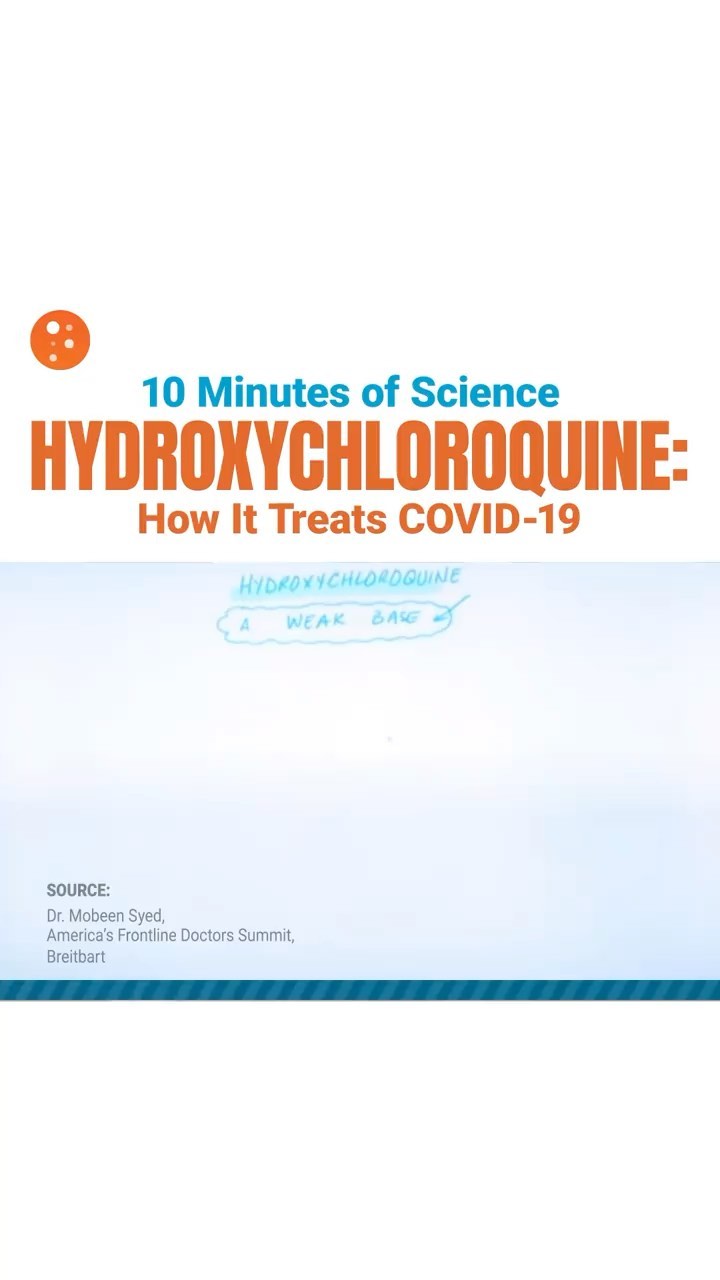 10 Minutes of Science
HYDROXYCHLOROQUINE:
How It Treats COVID-19
HYDROXYCHLOROQUINE
A WEAK BASE
SOURCE:
Dr. Mobeen Syed,
America's Frontline Doctors Summit,
Breitbart